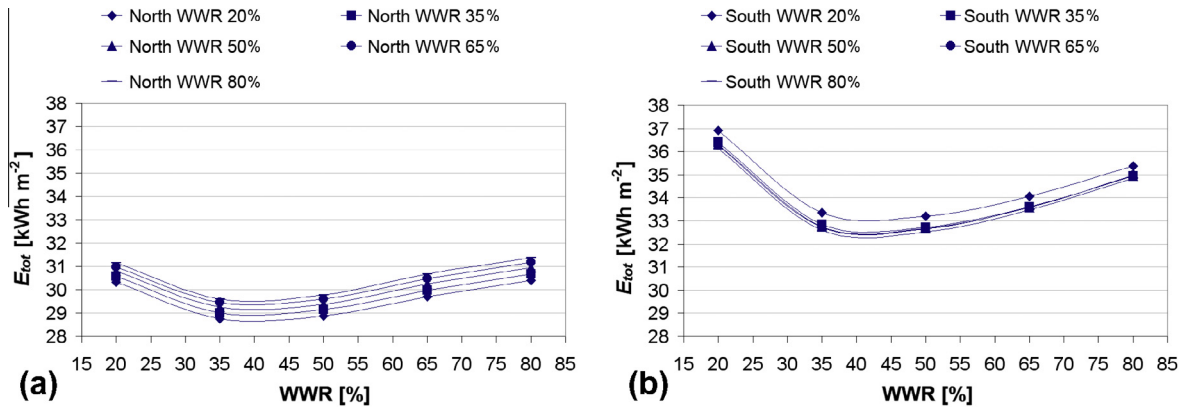 North WWR 20%
North WWR 35%
North WWR 50%
North WWR 65%
North WWR 80%
38
37
36
35
34
33
32
31
30
29
28
E_tot [kWh m⁻²]
15 20 25 30 35 40 45 50 55 60 65 70 75 80 85
WWR [%]
(a)
South WWR 20%
South WWR 35%
South WWR 50%
South WWR 65%
South WWR 80%
38
37
36
35
34
33
32
31
30
29
28
E_tot [kWh m⁻²]
15 20 25 30 35 40 45 50 55 60 65 70 75 80 85
WWR [%]
(b)